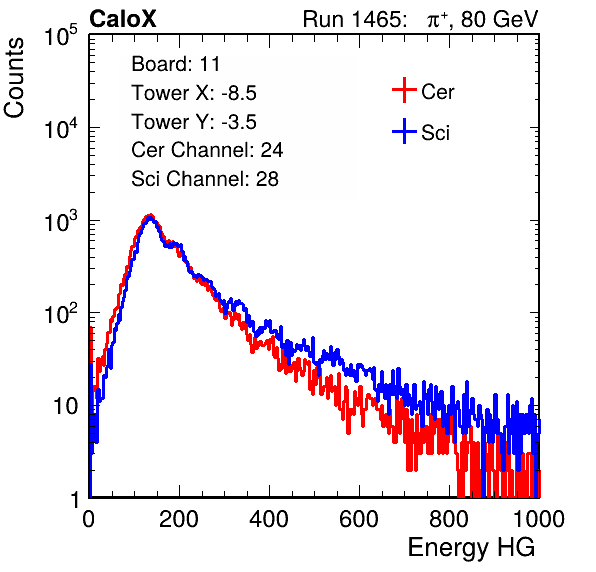 CaloX Run 1465: π⁺, 80 GeV
Counts
10⁵
10⁴
10³
10²
10
1
Board: 11
Tower X: -8.5
Tower Y: -3.5
Cer Channel: 24
Sci Channel: 28
Cer
Sci
0 200 400 600 800 1000
Energy HG